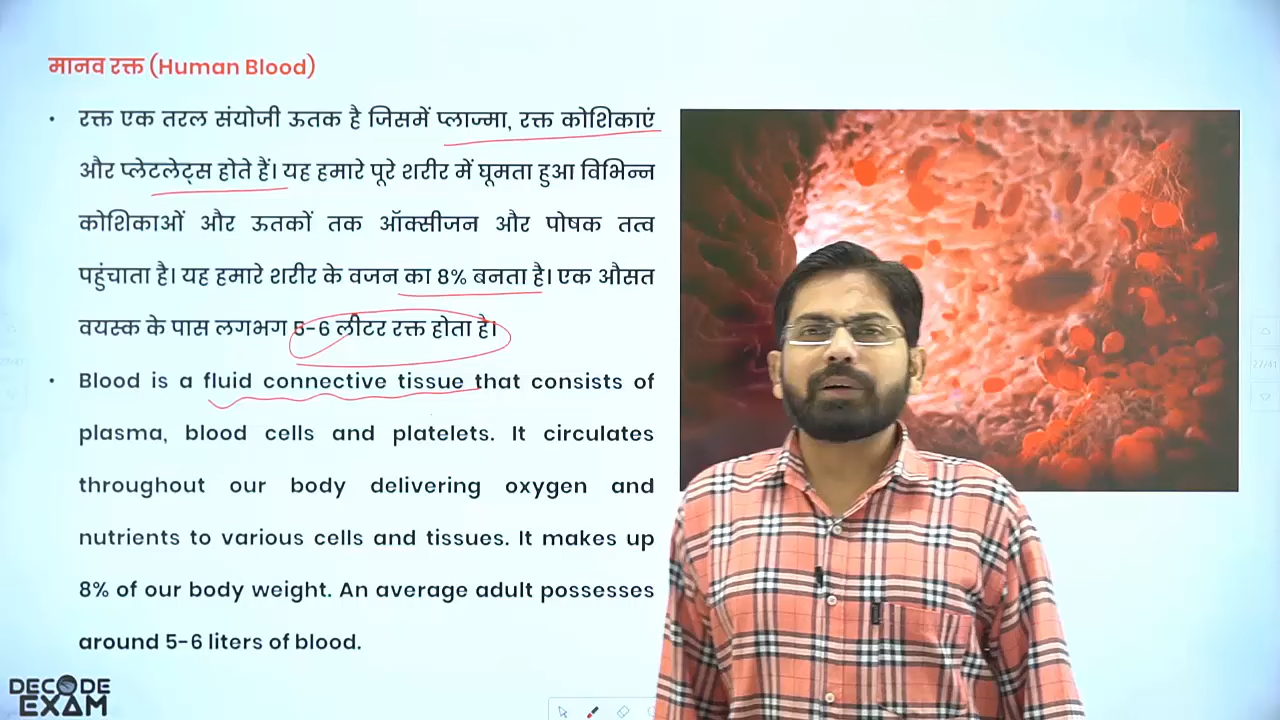 मानव रक्त (Human Blood)
• रक्त एक तरल संयोजी ऊतक है जिसमें प्लाज्मा, रक्त कोशिकाएं
और प्लेटलेट्स होते हैं। यह हमारे पूरे शरीर में घूमता हुआ विभिन्न
कोशिकाओं और ऊतकों तक ऑक्सीजन और पोषक तत्व
पहुंचाता है। यह हमारे शरीर के वजन का 8% बनता है। एक औसत
वयस्क के पास लगभग 5-6 लीटर रक्त होता है।
• Blood is a fluid connective tissue that consists of
plasma, blood cells and platelets. It circulates
throughout our body delivering oxygen and
nutrients to various cells and tissues. It makes up
8% of our body weight. An average adult possesses
around 5-6 liters of blood.
27/41
DECODE
EXAM